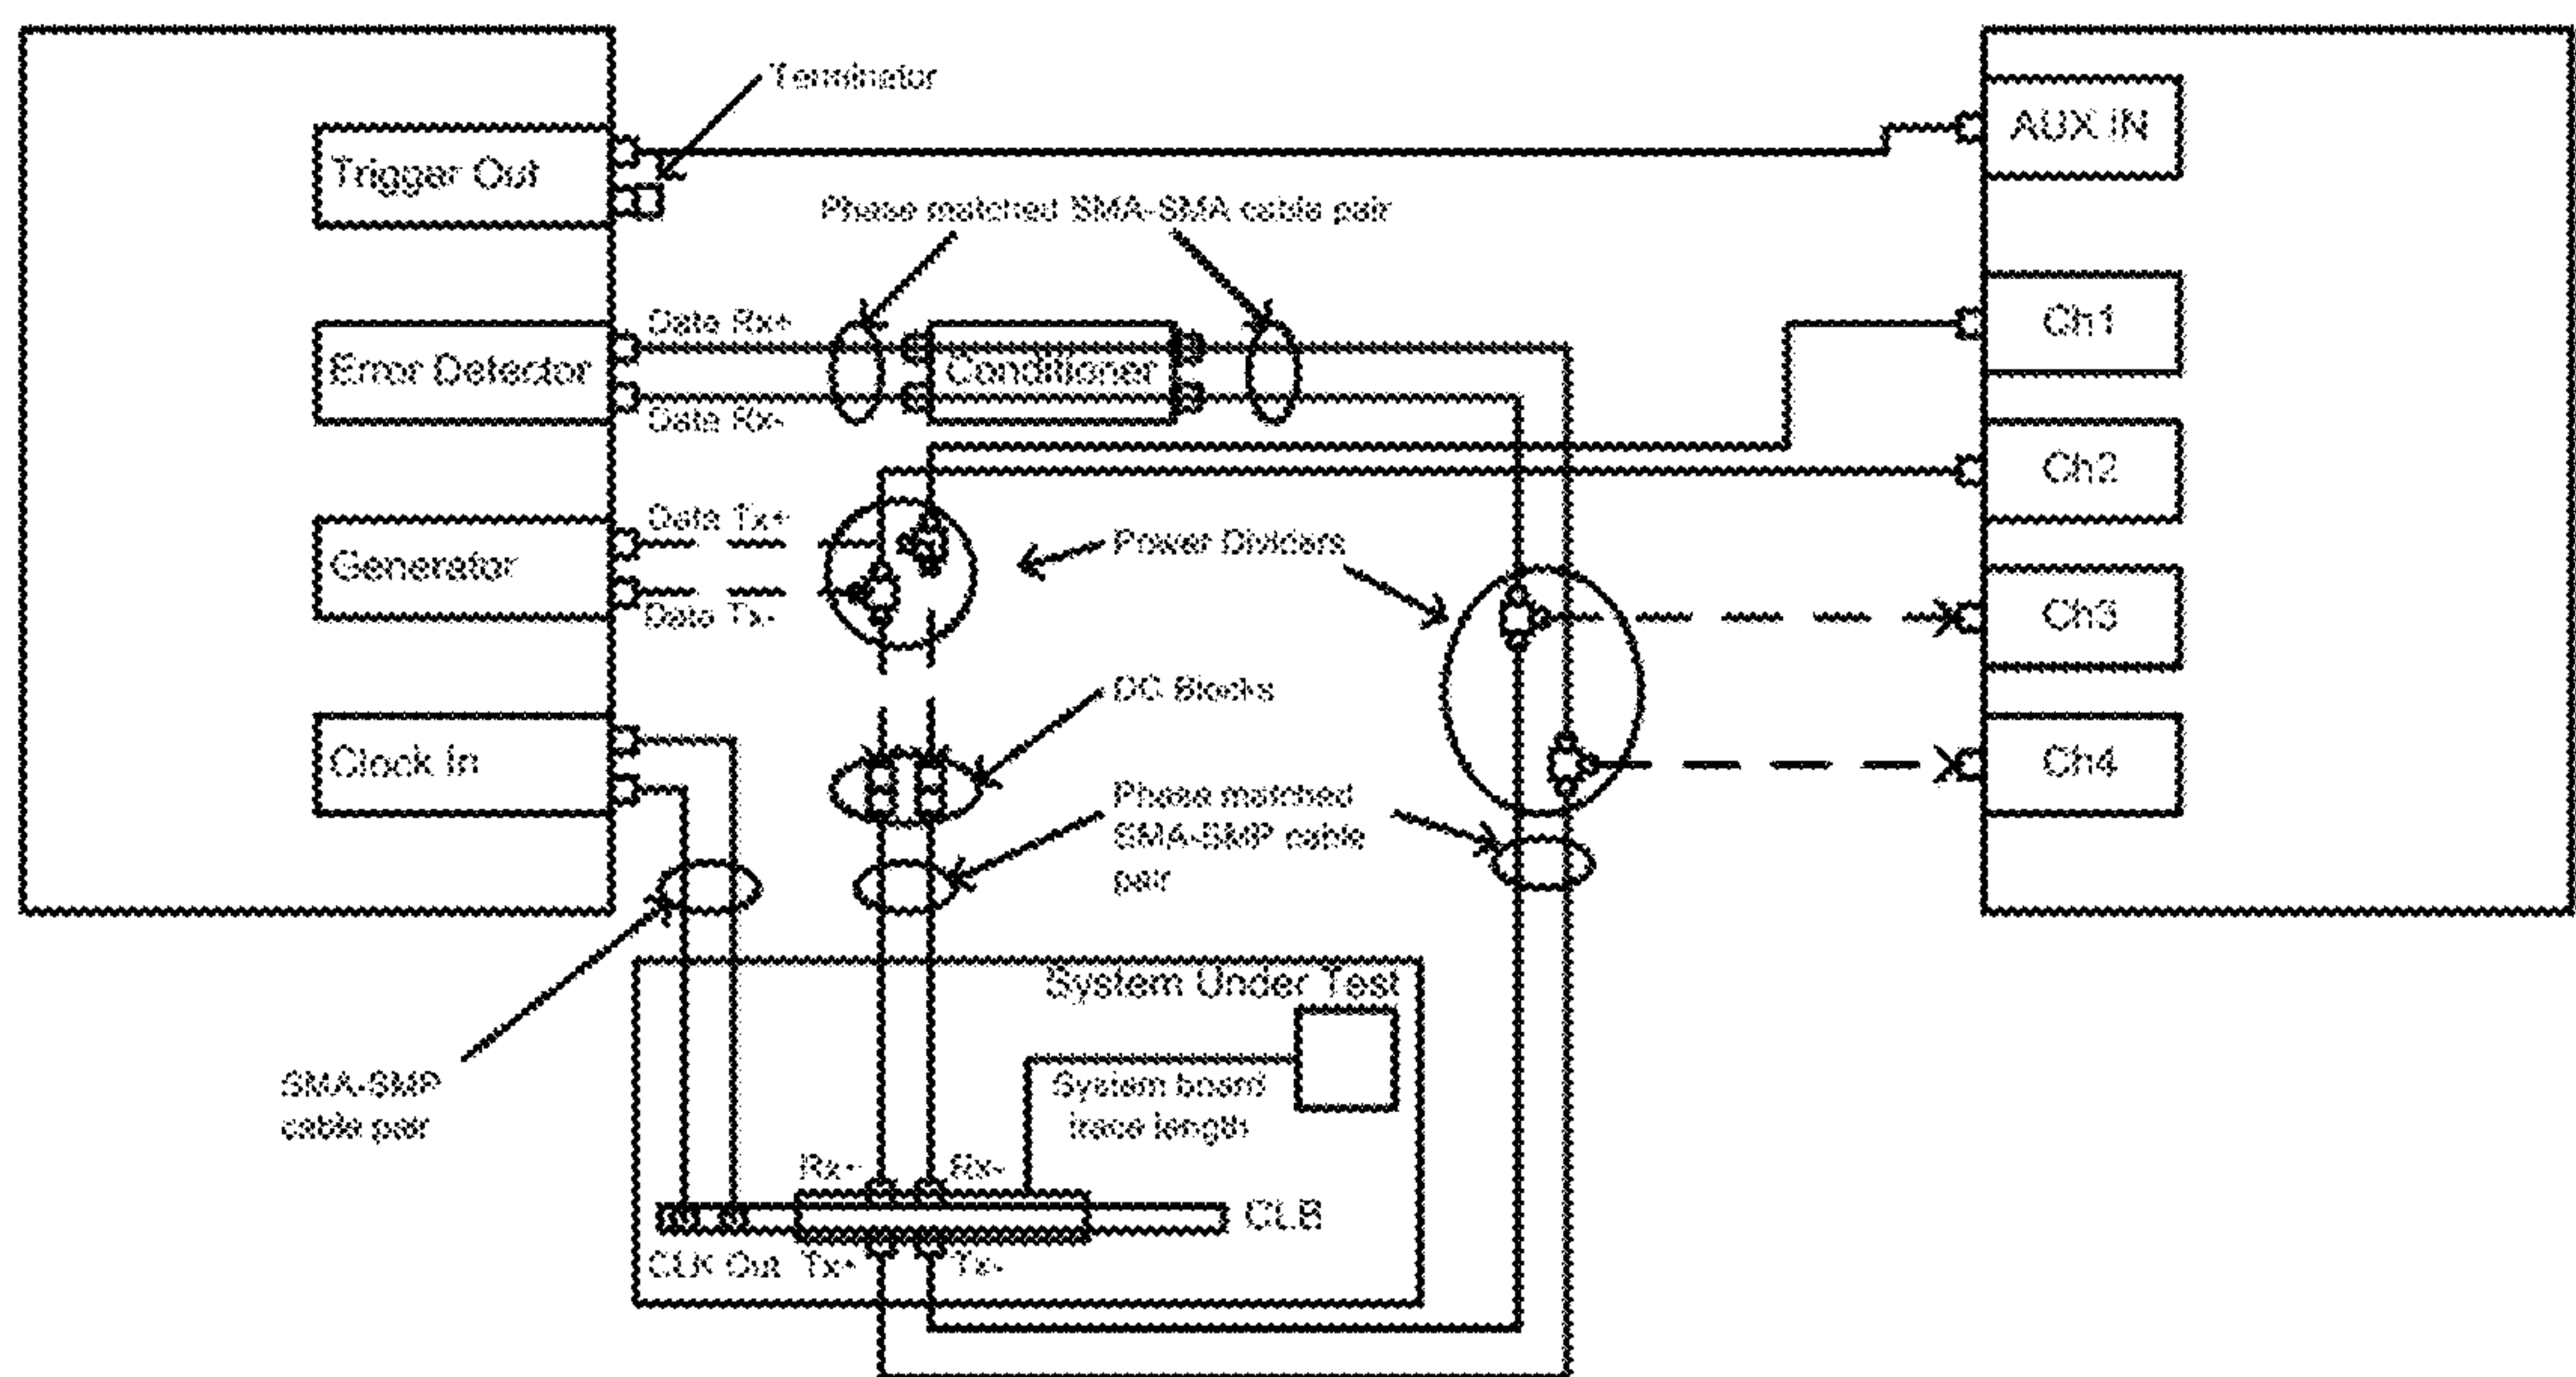 Terminator
Trigger Out
AUX IN
Phase matched SMA-SMA cable pair
Data Rx+
Ch1
Error Detector
Conditioner
Data Rx-
Ch2
Data Tx+
Power Dividers
Generator
Data Tx-
Ch3
DC Blocks
Clock In
Ch4
Phase matched
SMA-SMP cable
pair
System Under Test
SMA-SMP
cable pair
System board
trace length
Rx+
Rx-
CLB
CLK Out
Tx+
Tx-